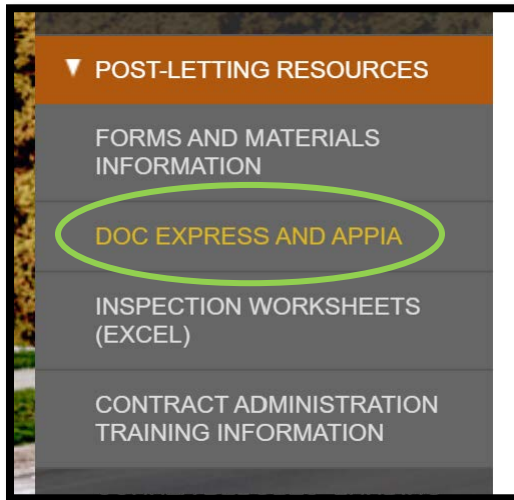 POST-LETTING RESOURCES
FORMS AND MATERIALS
INFORMATION
DOC EXPRESS AND APPIA
INSPECTION WORKSHEETS
(EXCEL)
CONTRACT ADMINISTRATION
TRAINING INFORMATION